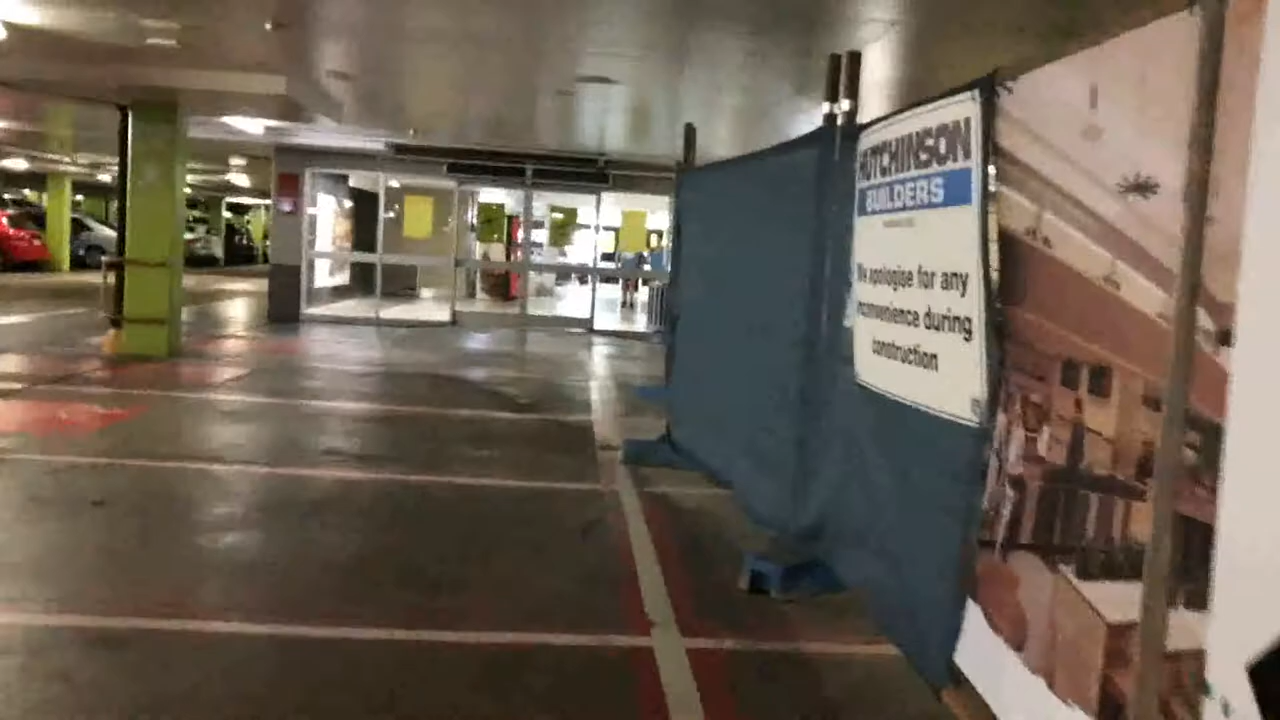 HUTCHINSON
BUILDERS
We apologise for any
inconvenience during
construction